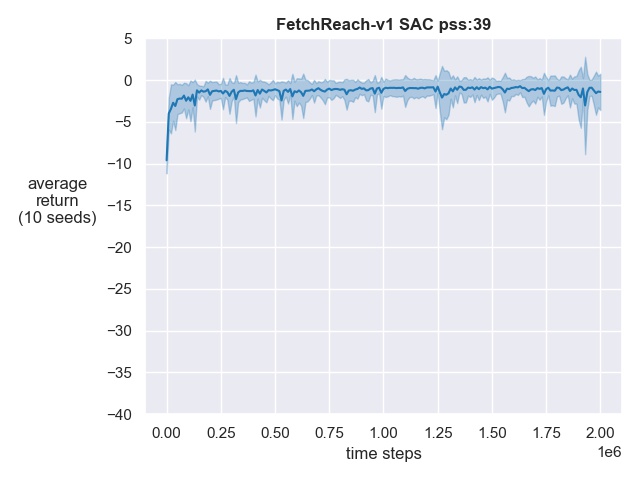 FetchReach-v1 SAC pss:39
5
0
−5
−10
−15
−20
−25
−30
−35
−40
average
return
(10 seeds)
0.00 0.25 0.50 0.75 1.00 1.25 1.50 1.75 2.00
time steps
1e6